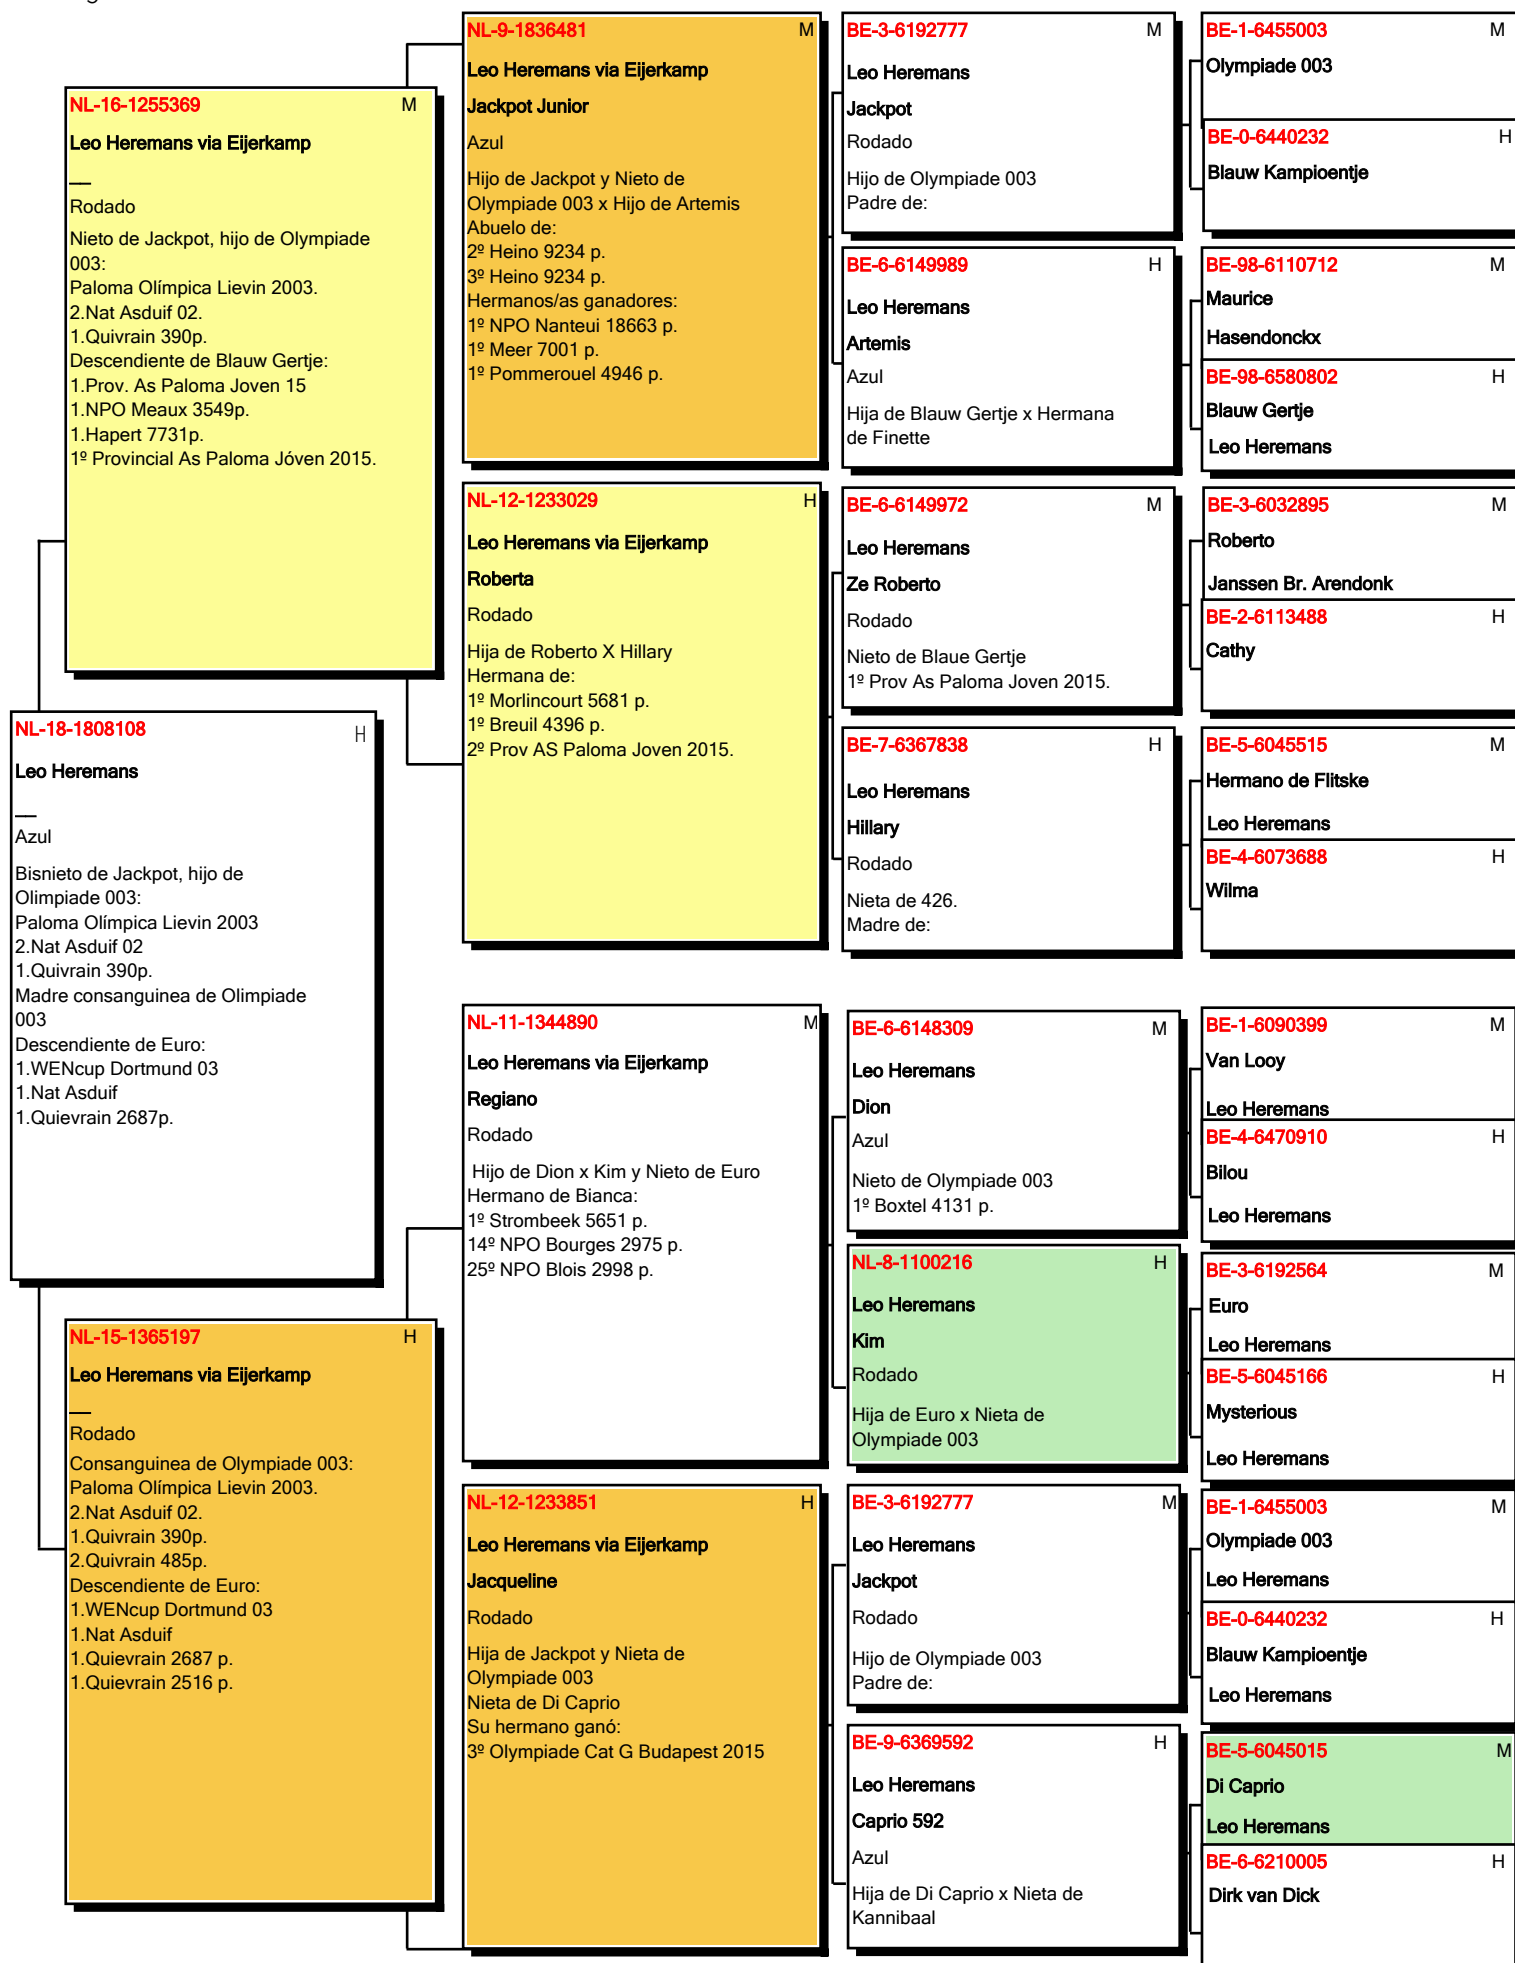 NL-18-1808108 H
Leo Heremans
__
Azul
Bisnieto de Jackpot, hijo de
Olimpiade 003:
Paloma Olímpica Lievin 2003
2.Nat Asduif 02
1.Quivrain 390p.
Madre consanguinea de Olimpiade
003
Descendiente de Euro:
1.WENcup Dortmund 03
1.Nat Asduif
1.Quievrain 2687p.
NL-16-1255369 M
Leo Heremans via Eijerkamp
__
Rodado
Nieto de Jackpot, hijo de Olympiade
003:
Paloma Olímpica Lievin 2003.
2.Nat Asduif 02.
1.Quivrain 390p.
Descendiente de Blauw Gertje:
1.Prov. As Paloma Joven 15
1.NPO Meaux 3549p.
1.Hapert 7731p.
1º Provincial As Paloma Jóven 2015.
NL-15-1365197 H
Leo Heremans via Eijerkamp
__
Rodado
Consanguinea de Olympiade 003:
Paloma Olímpica Lievin 2003.
2.Nat Asduif 02.
1.Quivrain 390p.
2.Quivrain 485p.
Descendiente de Euro:
1.WENcup Dortmund 03
1.Nat Asduif
1.Quievrain 2687 p.
1.Quievrain 2516 p.
NL-9-1836481 M
Leo Heremans via Eijerkamp
Jackpot Junior
Azul
Hijo de Jackpot y Nieto de
Olympiade 003 x Hijo de Artemis
Abuelo de:
2º Heino 9234 p.
3º Heino 9234 p.
Hermanos/as ganadores:
1º NPO Nanteui 18663 p.
1º Meer 7001 p.
1º Pommerouel 4946 p.
NL-12-1233029 H
Leo Heremans via Eijerkamp
Roberta
Rodado
Hija de Roberto X Hillary
Hermana de:
1º Morlincourt 5681 p.
1º Breuil 4396 p.
2º Prov AS Paloma Joven 2015.
NL-11-1344890 M
Leo Heremans via Eijerkamp
Regiano
Rodado
Hijo de Dion x Kim y Nieto de Euro
Hermano de Bianca:
1º Strombeek 5651 p.
14º NPO Bourges 2975 p.
25º NPO Blois 2998 p.
NL-12-1233851 H
Leo Heremans via Eijerkamp
Jacqueline
Rodado
Hija de Jackpot y Nieta de
Olympiade 003
Nieta de Di Caprio
Su hermano ganó:
3º Olympiade Cat G Budapest 2015
BE-3-6192777 M
Leo Heremans
Jackpot
Rodado
Hijo de Olympiade 003
Padre de:
BE-6-6149989 H
Leo Heremans
Artemis
Azul
Hija de Blauw Gertje x Hermana
de Finette
BE-6-6149972 M
Leo Heremans
Ze Roberto
Rodado
Nieto de Blaue Gertje
1º Prov As Paloma Joven 2015.
BE-7-6367838 H
Leo Heremans
Hillary
Rodado
Nieta de 426.
Madre de:
BE-6-6148309 M
Leo Heremans
Dion
Azul
Nieto de Olympiade 003
1º Boxtel 4131 p.
NL-8-1100216 H
Leo Heremans
Kim
Rodado
Hija de Euro x Nieta de
Olympiade 003
BE-3-6192777 M
Leo Heremans
Jackpot
Rodado
Hijo de Olympiade 003
Padre de:
BE-9-6369592 H
Leo Heremans
Caprio 592
Azul
Hija de Di Caprio x Nieta de
Kannibaal
BE-1-6455003 M
Olympiade 003
BE-0-6440232 H
Blauw Kampioentje
BE-98-6110712 M
Maurice
Hasendonckx
BE-98-6580802 H
Blauw Gertje
Leo Heremans
BE-3-6032895 M
Roberto
Janssen Br. Arendonk
BE-2-6113488 H
Cathy
BE-5-6045515 M
Hermano de Flitske
Leo Heremans
BE-4-6073688 H
Wilma
BE-1-6090399 M
Van Looy
Leo Heremans
BE-4-6470910 H
Bilou
Leo Heremans
BE-3-6192564 M
Euro
Leo Heremans
BE-5-6045166 H
Mysterious
Leo Heremans
BE-1-6455003 M
Olympiade 003
Leo Heremans
BE-0-6440232 H
Blauw Kampioentje
Leo Heremans
BE-5-6045015 M
Di Caprio
Leo Heremans
BE-6-6210005 H
Dirk van Dick